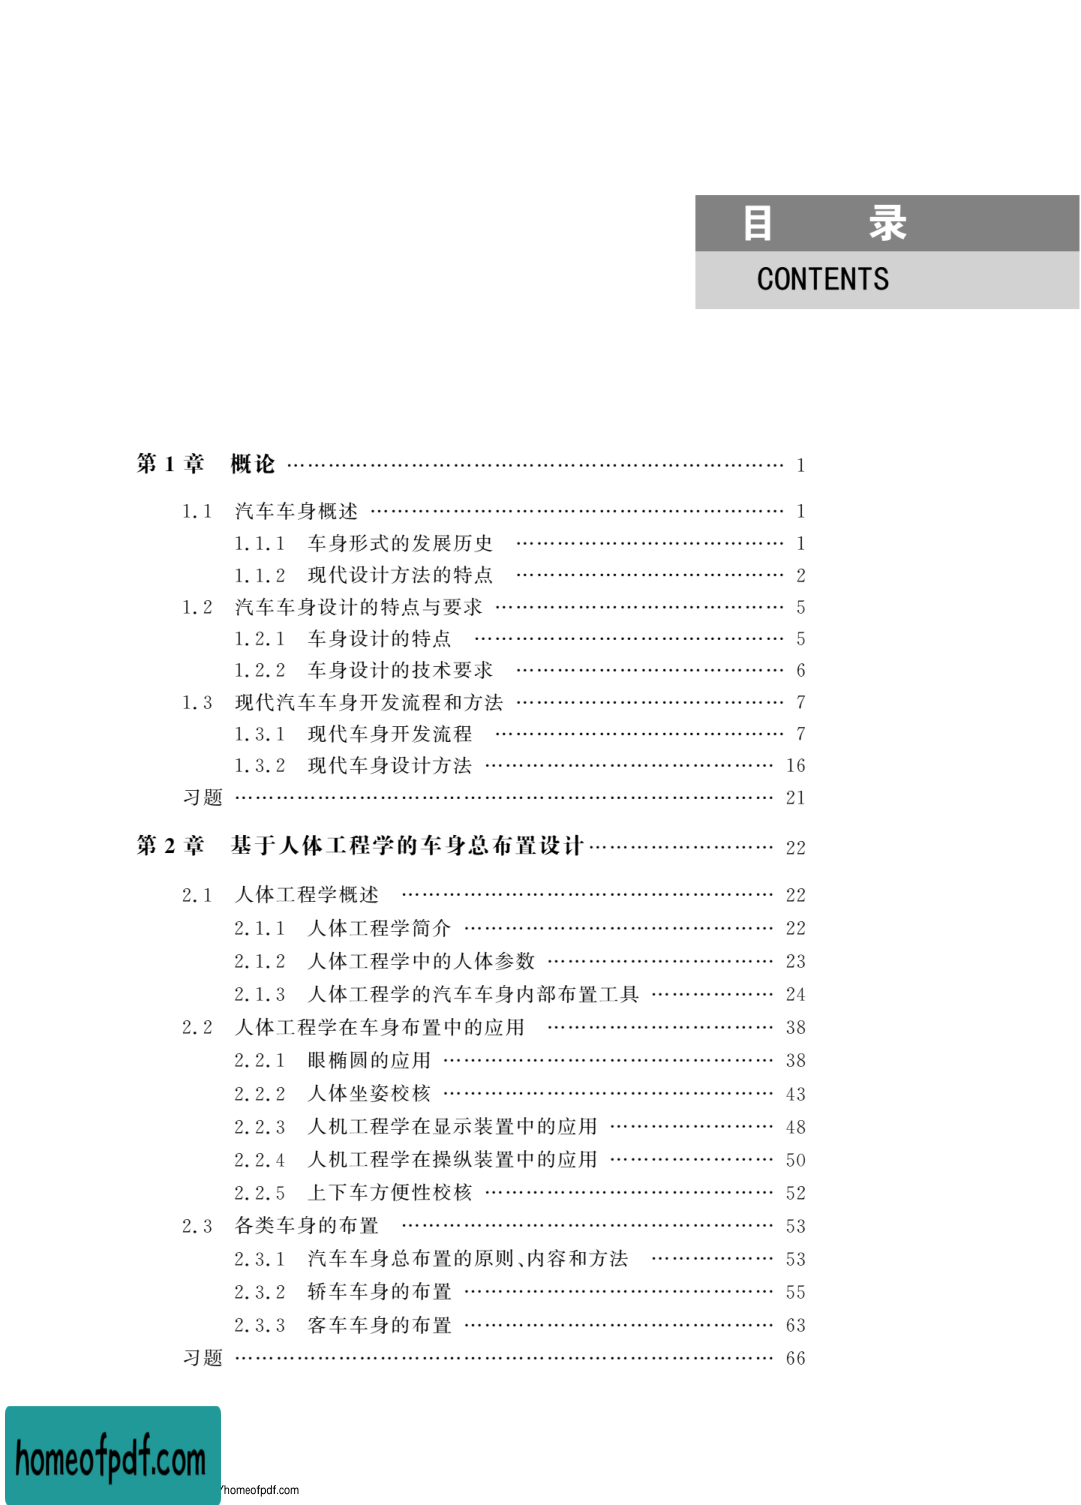 目 录
CONTENTS
第 1 章 概论 ………………………………………………………………… 1
1.1 汽车车身概述 ……………………………………………………… 1
1.1.1 车身形式的发展历史 ………………………………… 1
1.1.2 现代设计方法的特点 ………………………………… 2
1.2 汽车车身设计的特点与要求 …………………………………… 5
1.2.1 车身设计的特点 ……………………………………… 5
1.2.2 车身设计的技术要求 ………………………………… 6
1.3 现代汽车车身开发流程和方法 ………………………………… 7
1.3.1 现代车身开发流程 …………………………………… 7
1.3.2 现代车身设计方法 …………………………………… 16
习题 …………………………………………………………………… 21
第 2 章 基于人体工程学的车身总布置设计 ……………………… 22
2.1 人体工程学概述 ……………………………………………… 22
2.1.1 人体工程学简介 ……………………………………… 22
2.1.2 人体工程学中的人体参数 …………………………… 23
2.1.3 人体工程学的汽车车身内部布置工具 ……………… 24
2.2 人体工程学在车身布置中的应用 …………………………… 38
2.2.1 眼椭圆的应用 ………………………………………… 38
2.2.2 人体坐姿校核 ………………………………………… 43
2.2.3 人机工程学在显示装置中的应用 …………………… 48
2.2.4 人机工程学在操纵装置中的应用 …………………… 50
2.2.5 上下车方便性校核 …………………………………… 52
2.3 各类车身的布置 ……………………………………………… 53
2.3.1 汽车车身总布置的原则、内容和方法 ……………… 53
2.3.2 轿车车身的布置 ……………………………………… 55
2.3.3 客车车身的布置 ……………………………………… 63
习题 …………………………………………………………………… 66
homeofpdf.com
/homeofpdf.com